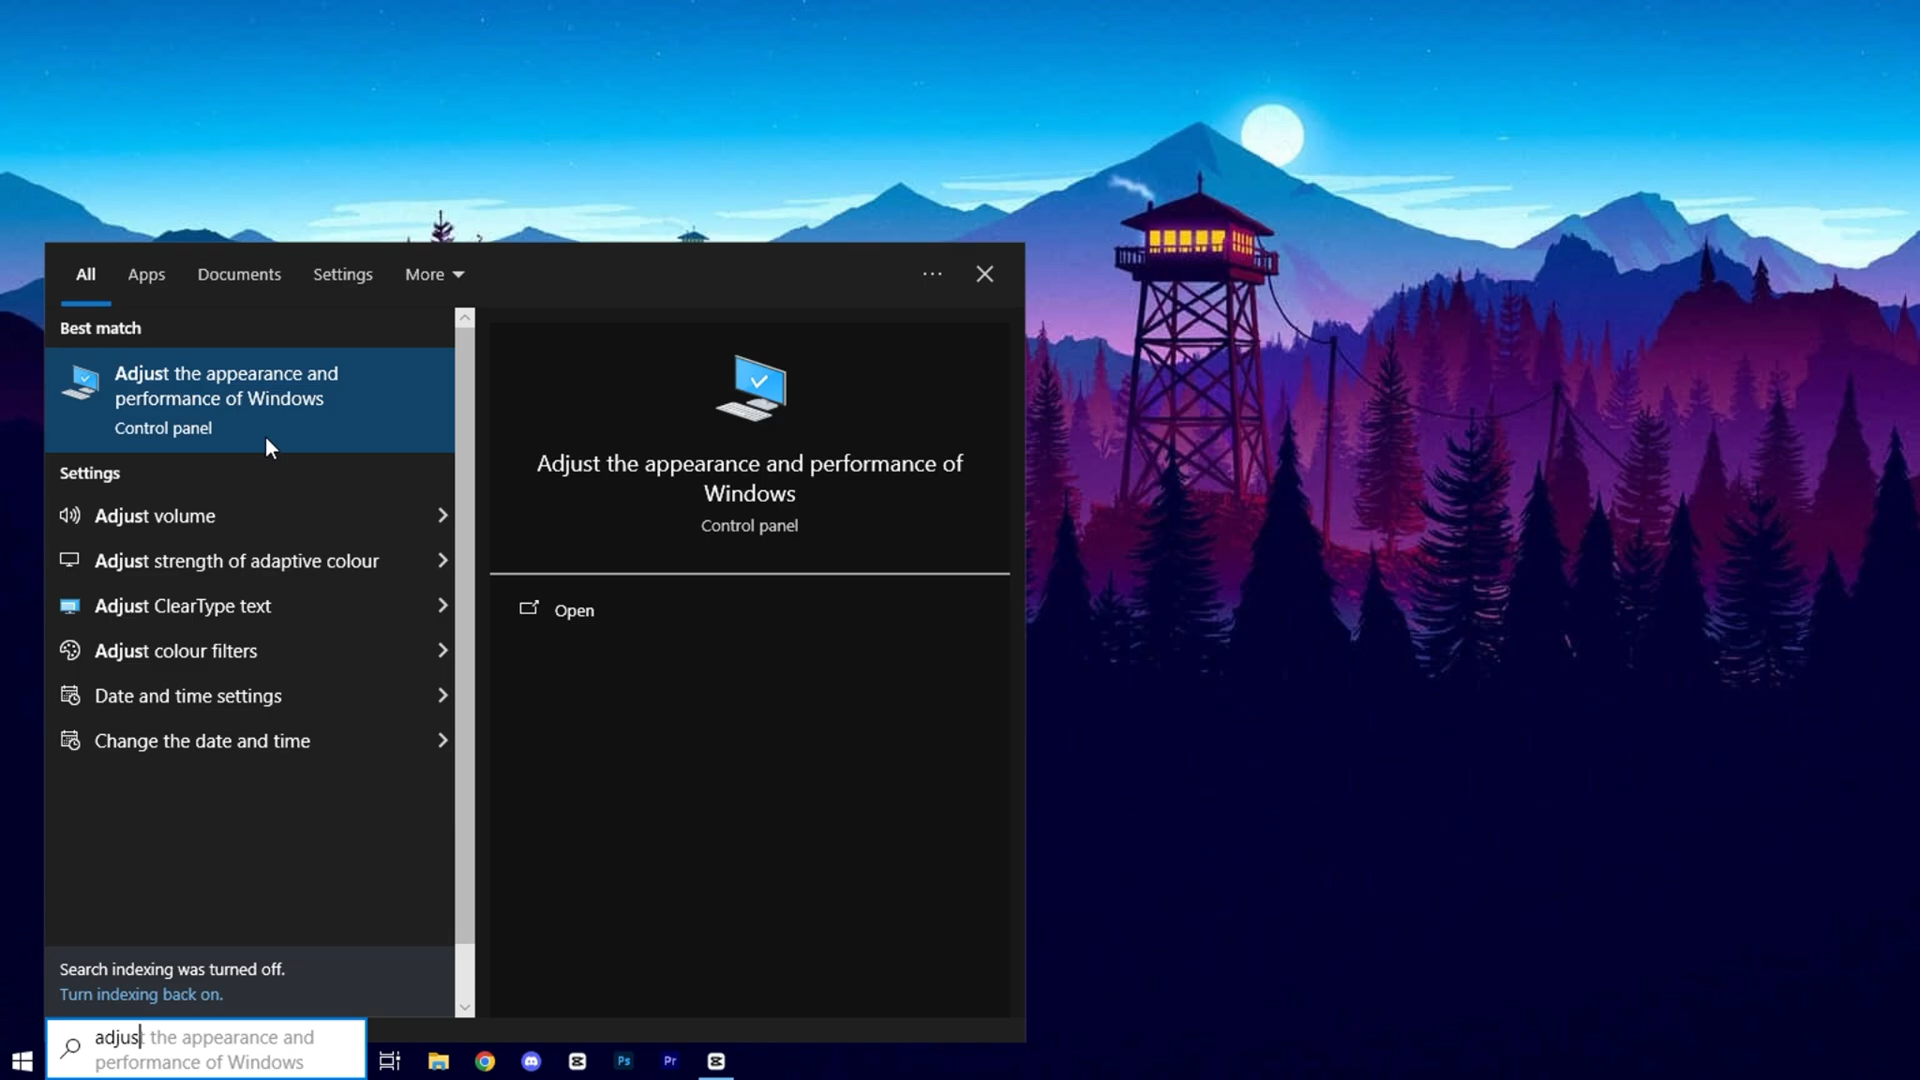 All Apps Documents Settings More
Best match
Adjust the appearance and
performance of Windows
Control panel
Settings
Adjust volume
Adjust strength of adaptive colour
Adjust ClearType text
Adjust colour filters
Date and time settings
Change the date and time
Search indexing was turned off.
Turn indexing back on.
Adjust the appearance and performance of
Windows
Control panel
Open
adjust the appearance and
performance of Windows
Ps
Pr